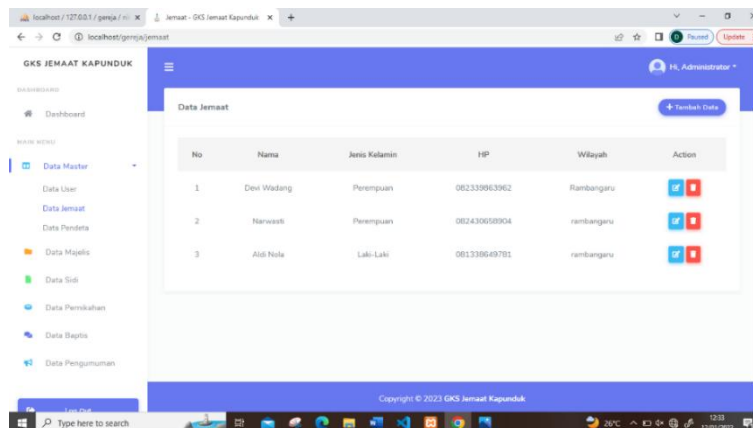 localhost / 127.0.0.1 / gereja /
Jemaat - GKS Jemaat Kapunduk
localhost/gereja/jemaat
Paused
Update
GKS JEMAAT KAPUNDUK
Hi, Administrator
DASHBOARD
Dashboard
MAIN MENU
Data Master
Data User
Data Jemaat
Data Pendeta
Data Majelis
Data Sidi
Data Pernikahan
Data Baptis
Data Pengumuman
Log Out
Data Jemaat
+ Tambah Data
No Nama Jenis Kelamin HP Wilayah Action
1 Devi Wadang Perempuan 082339863962 Rambangaru
2 Narwasti Perempuan 082430658904 rambangaru
3 Aldi Nola Laki-Laki 081338649781 rambangaru
Copyright © 2023 GKS Jemaat Kapunduk
Type here to search
26°C
12:33